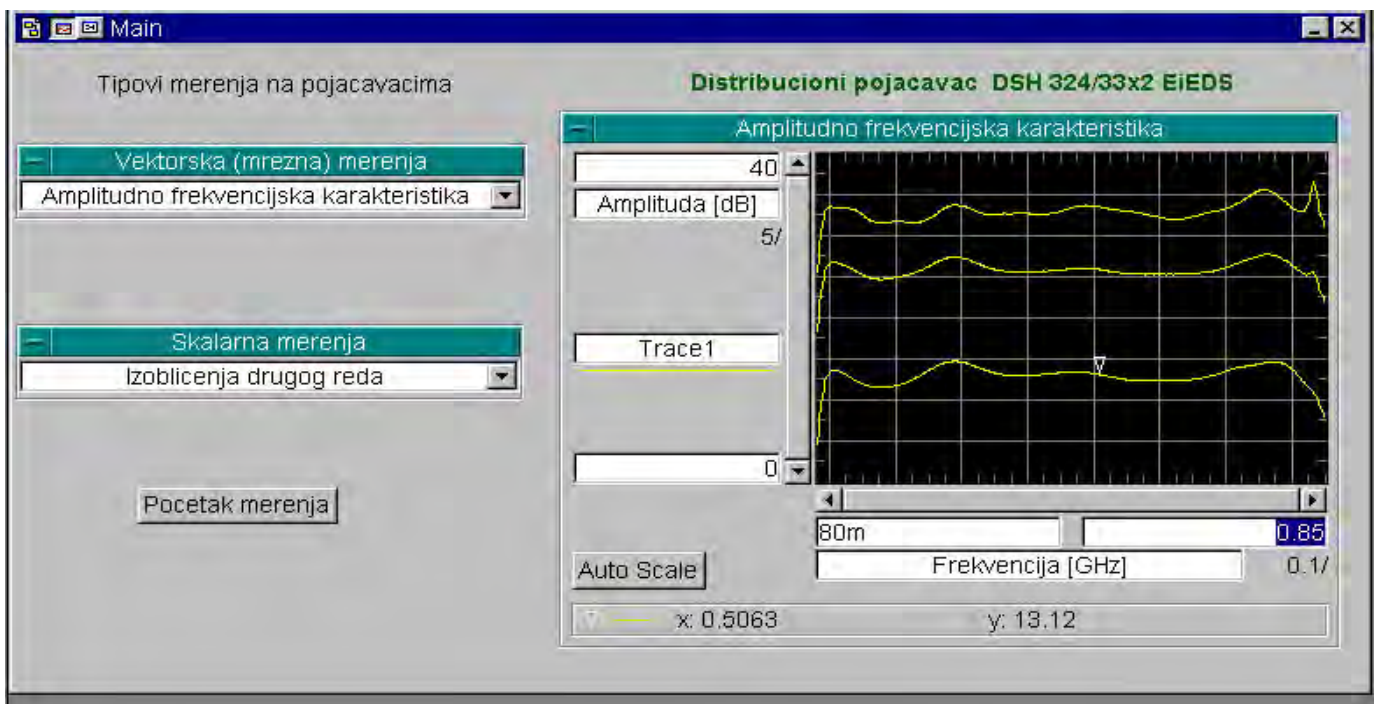 Main
Tipovi merenja na pojacavacima
Vektorska (mrezna) merenja
Amplitudno frekvencijska karakteristika
Skalarna merenja
Izoblicenja drugog reda
Pocetak merenja
Distribucioni pojacavac DSH 324/33x2 EiEDS
Amplitudno frekvencijska karakteristika
40
Amplituda [dB]
5/
Trace1
0
80m 0.85
Frekvencija [GHz] 0.1/
Auto Scale
x: 0.5063 y: 13.12